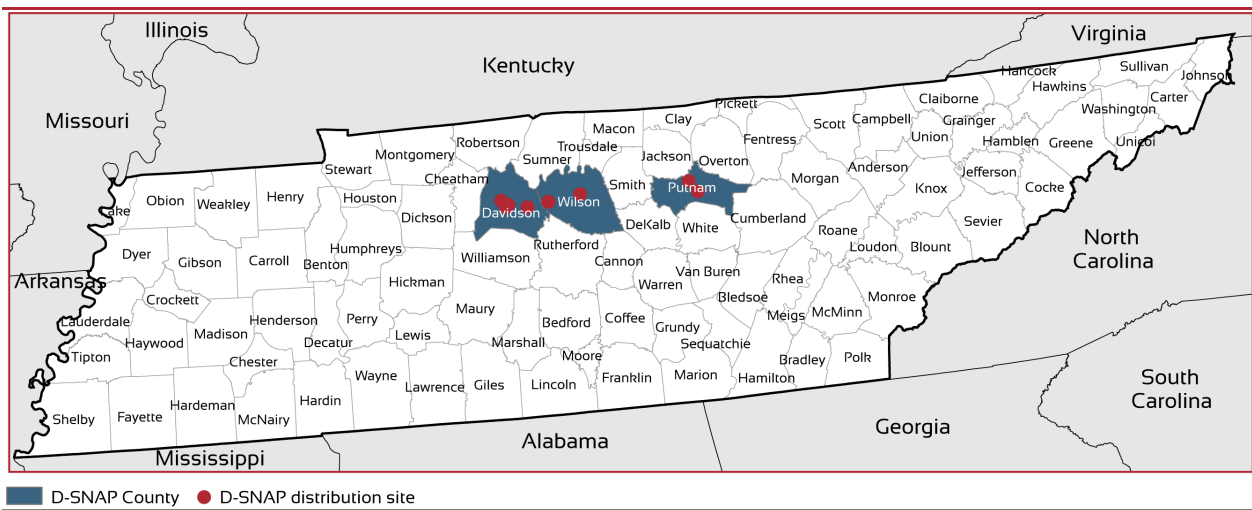 Illinois
Virginia
Kentucky
Missouri
Hancock
Sullivan
Johnson
Hawkins
Carter
Claiborne
Pickett
Washington
Clay
Scott
Campbell
Grainger
Macon
Union
Fentress
Hamblen
Greene
Unicoi
Robertson
Trousdale
Montgomery
Sumner
Jackson
Overton
Stewart
Anderson
Jefferson
Cheatham
Smith
Putnam
Morgan
Knox
Cocke
Henry
Houston
Obion
Weakley
Wilson
ake
Dickson
Davidson
DeKalb
White
Cumberland
Roane
Sevier
North
Carolina
Rutherford
Loudon
Blount
Humphreys
Dyer
Gibson
Carroll
Benton
Williamson
Cannon
Van Buren
Rhea
Arkansas
Hickman
Warren
Bledsoe
Monroe
Crockett
Maury
Meigs
McMinn
Lauderdale
Henderson
Perry
Bedford
Coffee
Grundy
Haywood
Madison
Decatur
Lewis
Marshall
Sequatchie
Tipton
Chester
Moore
Bradley
Polk
Wayne
Lawrence
Giles
Lincoln
Franklin
Marion
Hamilton
South
Carolina
Shelby
Fayette
Hardeman
McNairy
Hardin
Georgia
Alabama
Mississippi
D-SNAP County
D-SNAP distribution site